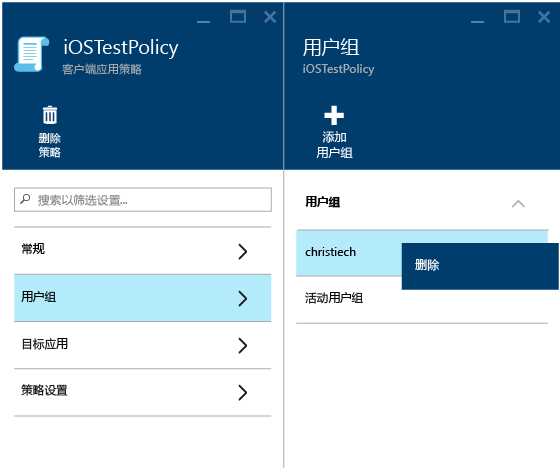 iOSTestPolicy
客户端应用策略
删除
策略
搜索以筛选设置...
常规
用户组
目标应用
策略设置
用户组
iOSTestPolicy
添加
用户组
用户组
christiech
删除
活动用户组